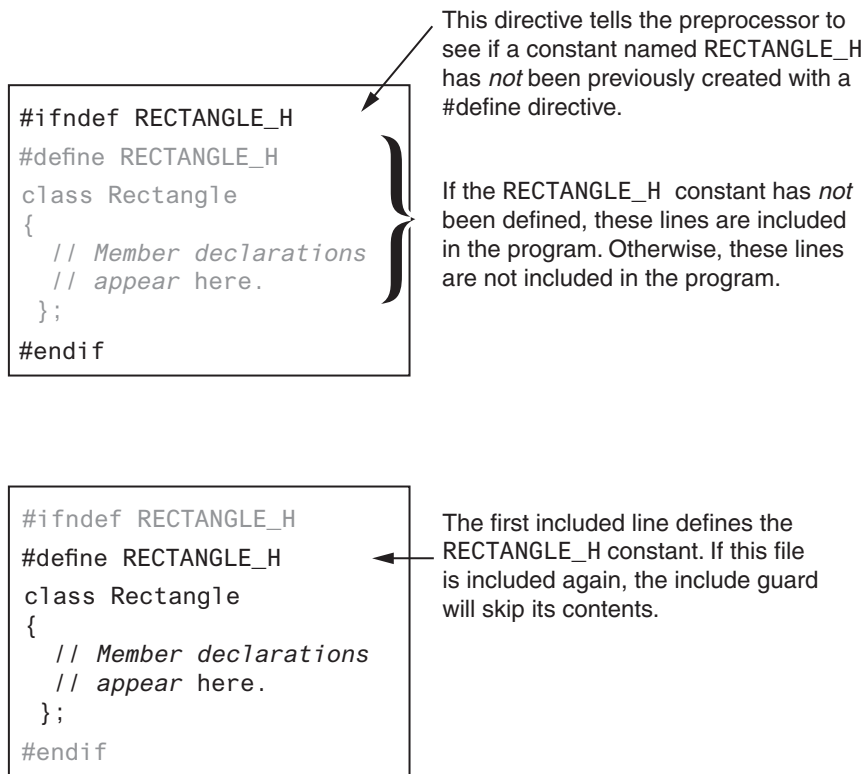 This directive tells the preprocessor to
see if a constant named RECTANGLE_H
has not been previously created with a
#define directive.
#ifndef RECTANGLE_H
#define RECTANGLE_H
class Rectangle
{
// Member declarations
// appear here.
};
#endif
If the RECTANGLE_H constant has not
been defined, these lines are included
in the program. Otherwise, these lines
are not included in the program.
#ifndef RECTANGLE_H
#define RECTANGLE_H
class Rectangle
{
// Member declarations
// appear here.
};
#endif
The first included line defines the
RECTANGLE_H constant. If this file
is included again, the include guard
will skip its contents.